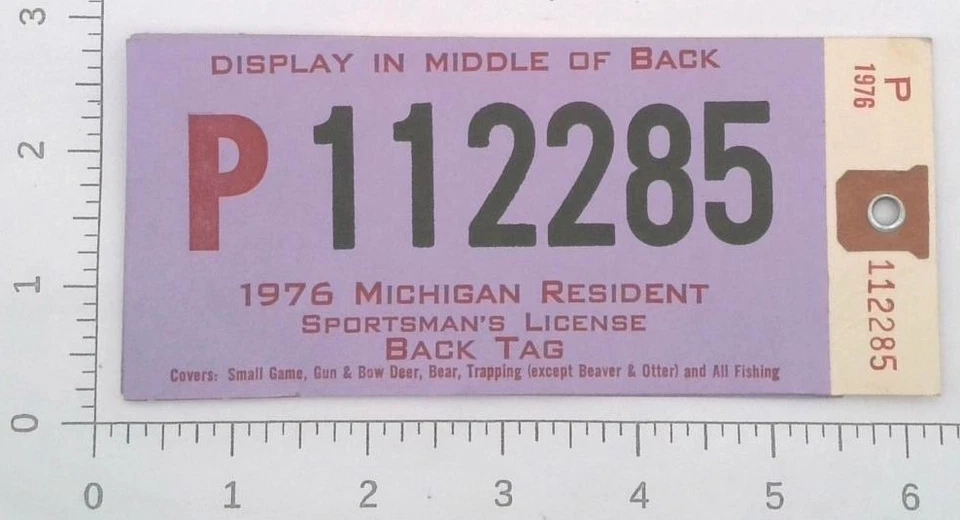 DISPLAY IN MIDDLE OF BACK
P 112285
1976 MICHIGAN RESIDENT
SPORTSMAN'S LICENSE
BACK TAG
Covers: Small Game, Gun & Bow Deer, Bear, Trapping (except Beaver & Otter) and All Fishing
P
1976
112285
3
2
1
0
0 1 2 3 4 5 6